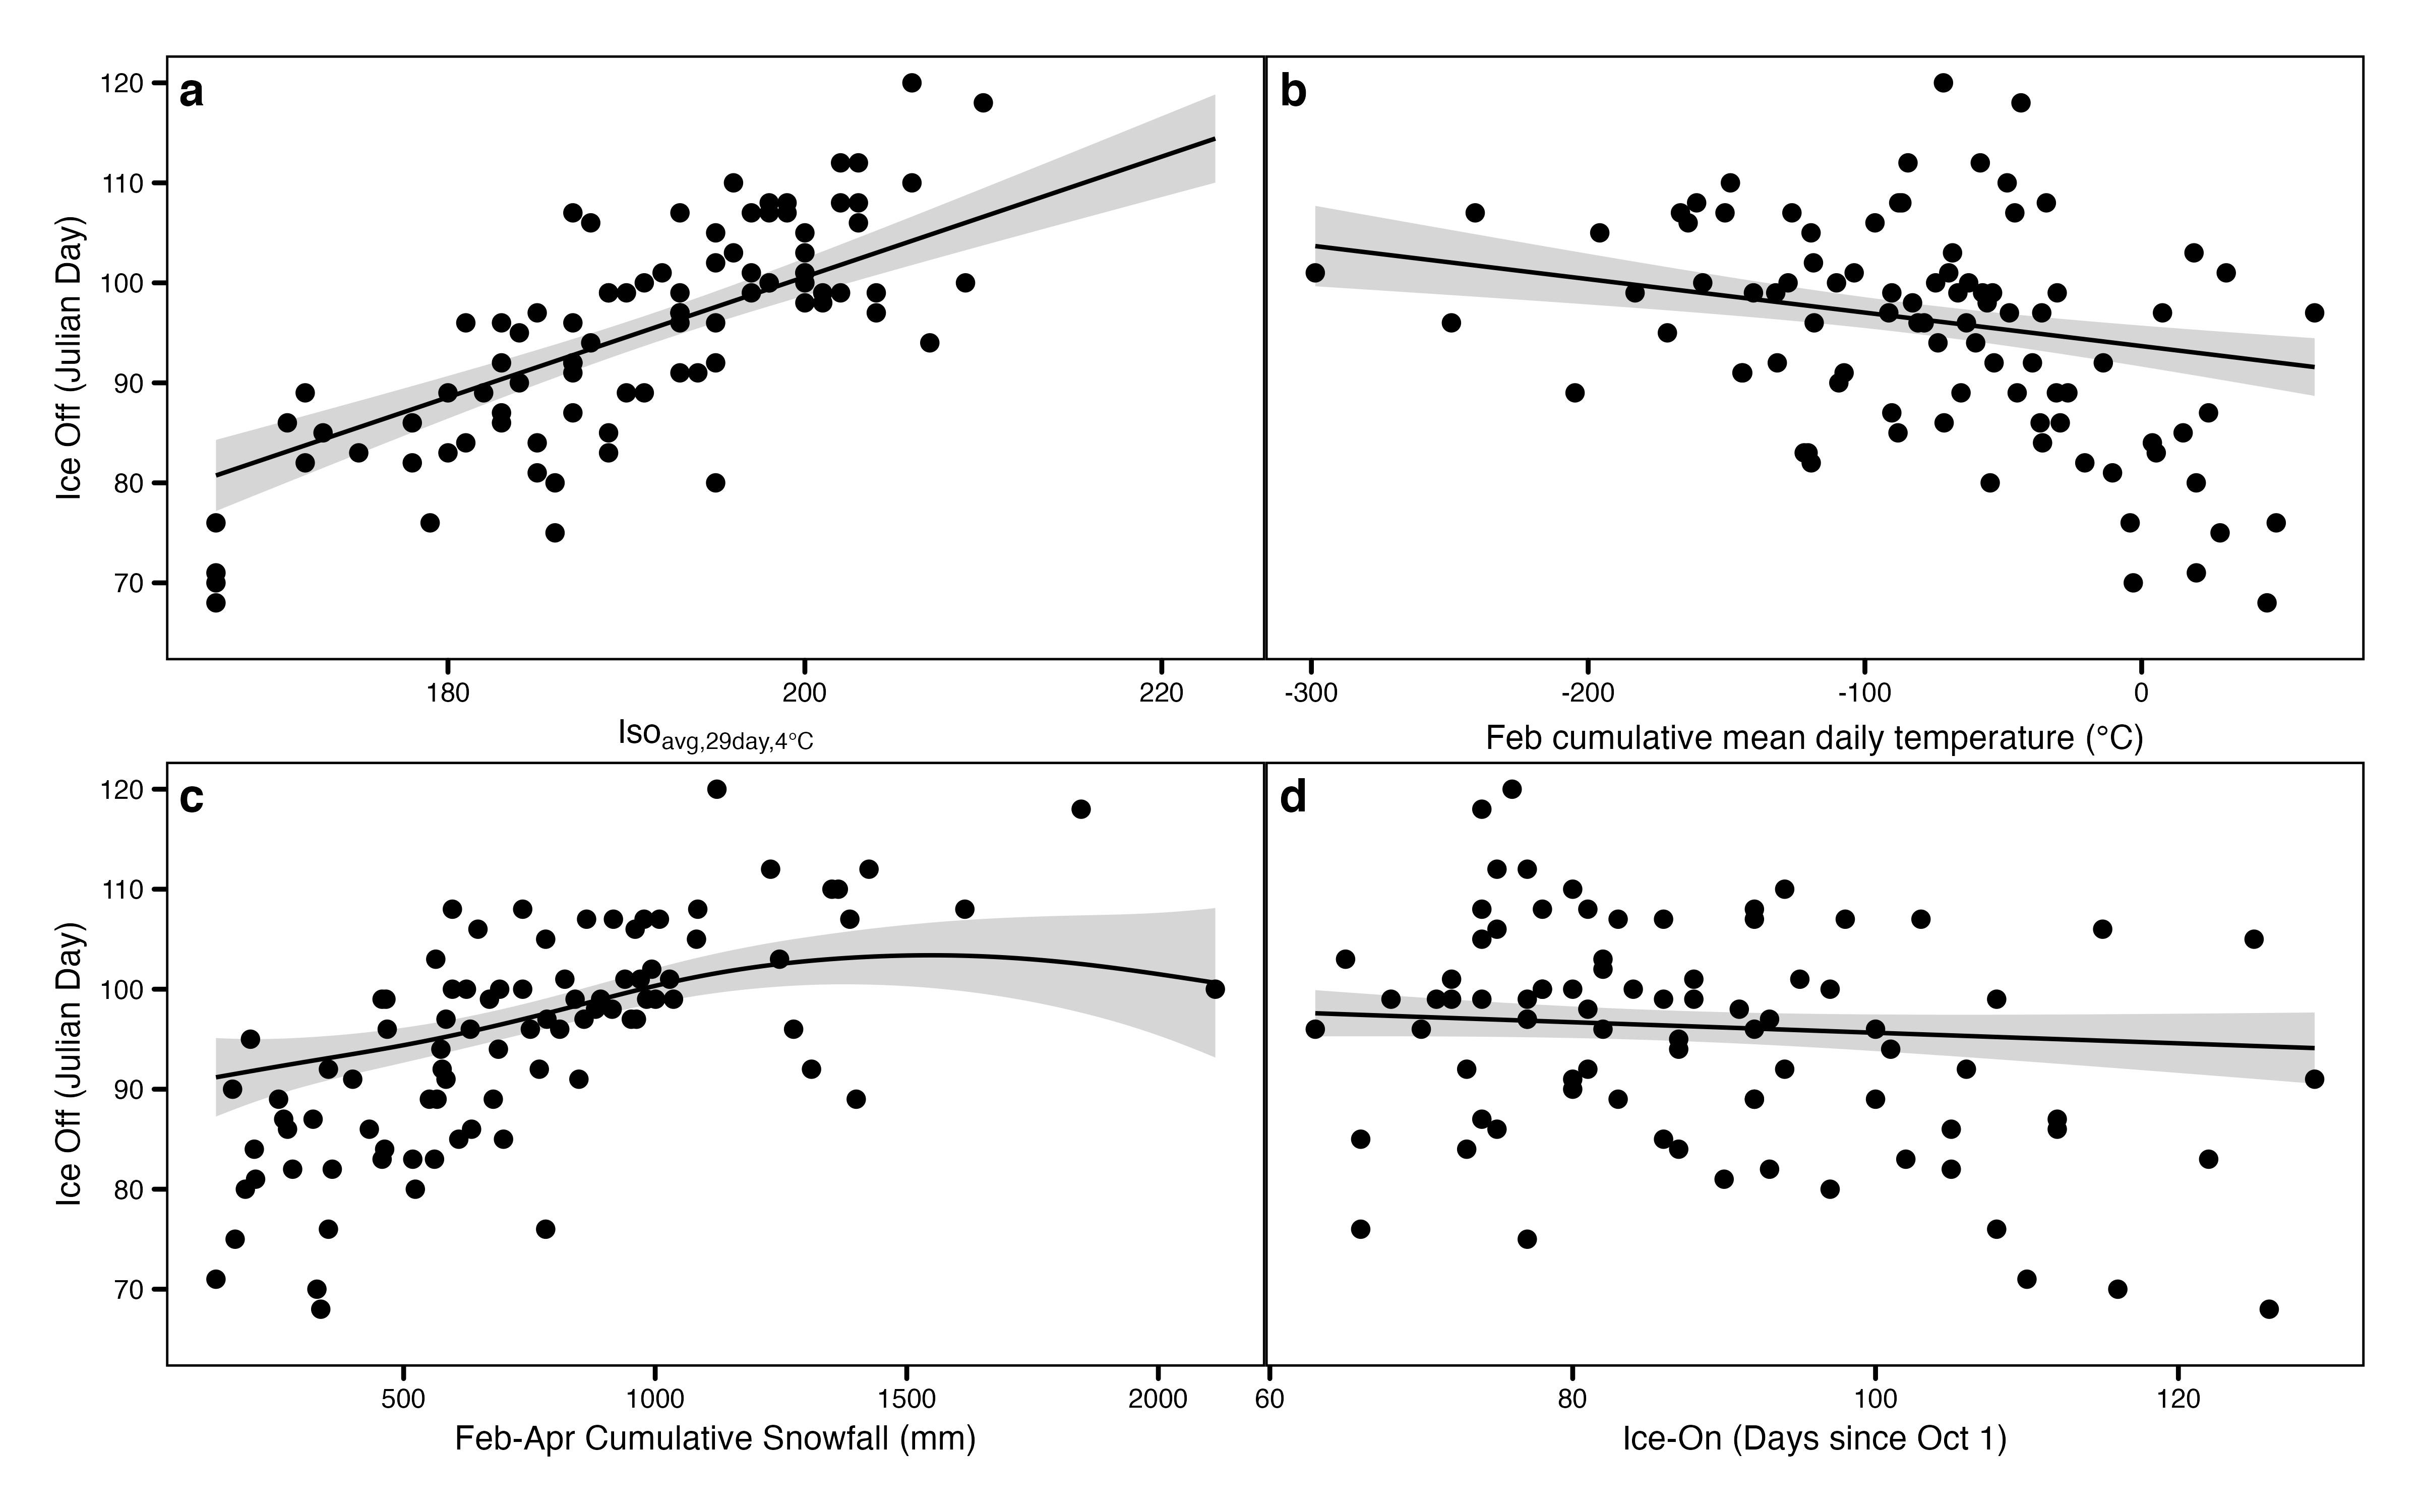 a
b
120
110
100
90
80
70
Ice Off (Julian Day)
180 200 220
-300 -200 -100 0
Isoavg,29day,4°C
Feb cumulative mean daily temperature (°C)
c
d
120
110
100
90
80
70
Ice Off (Julian Day)
500 1000 1500 2000
60 80 100 120
Feb-Apr Cumulative Snowfall (mm)
Ice-On (Days since Oct 1)